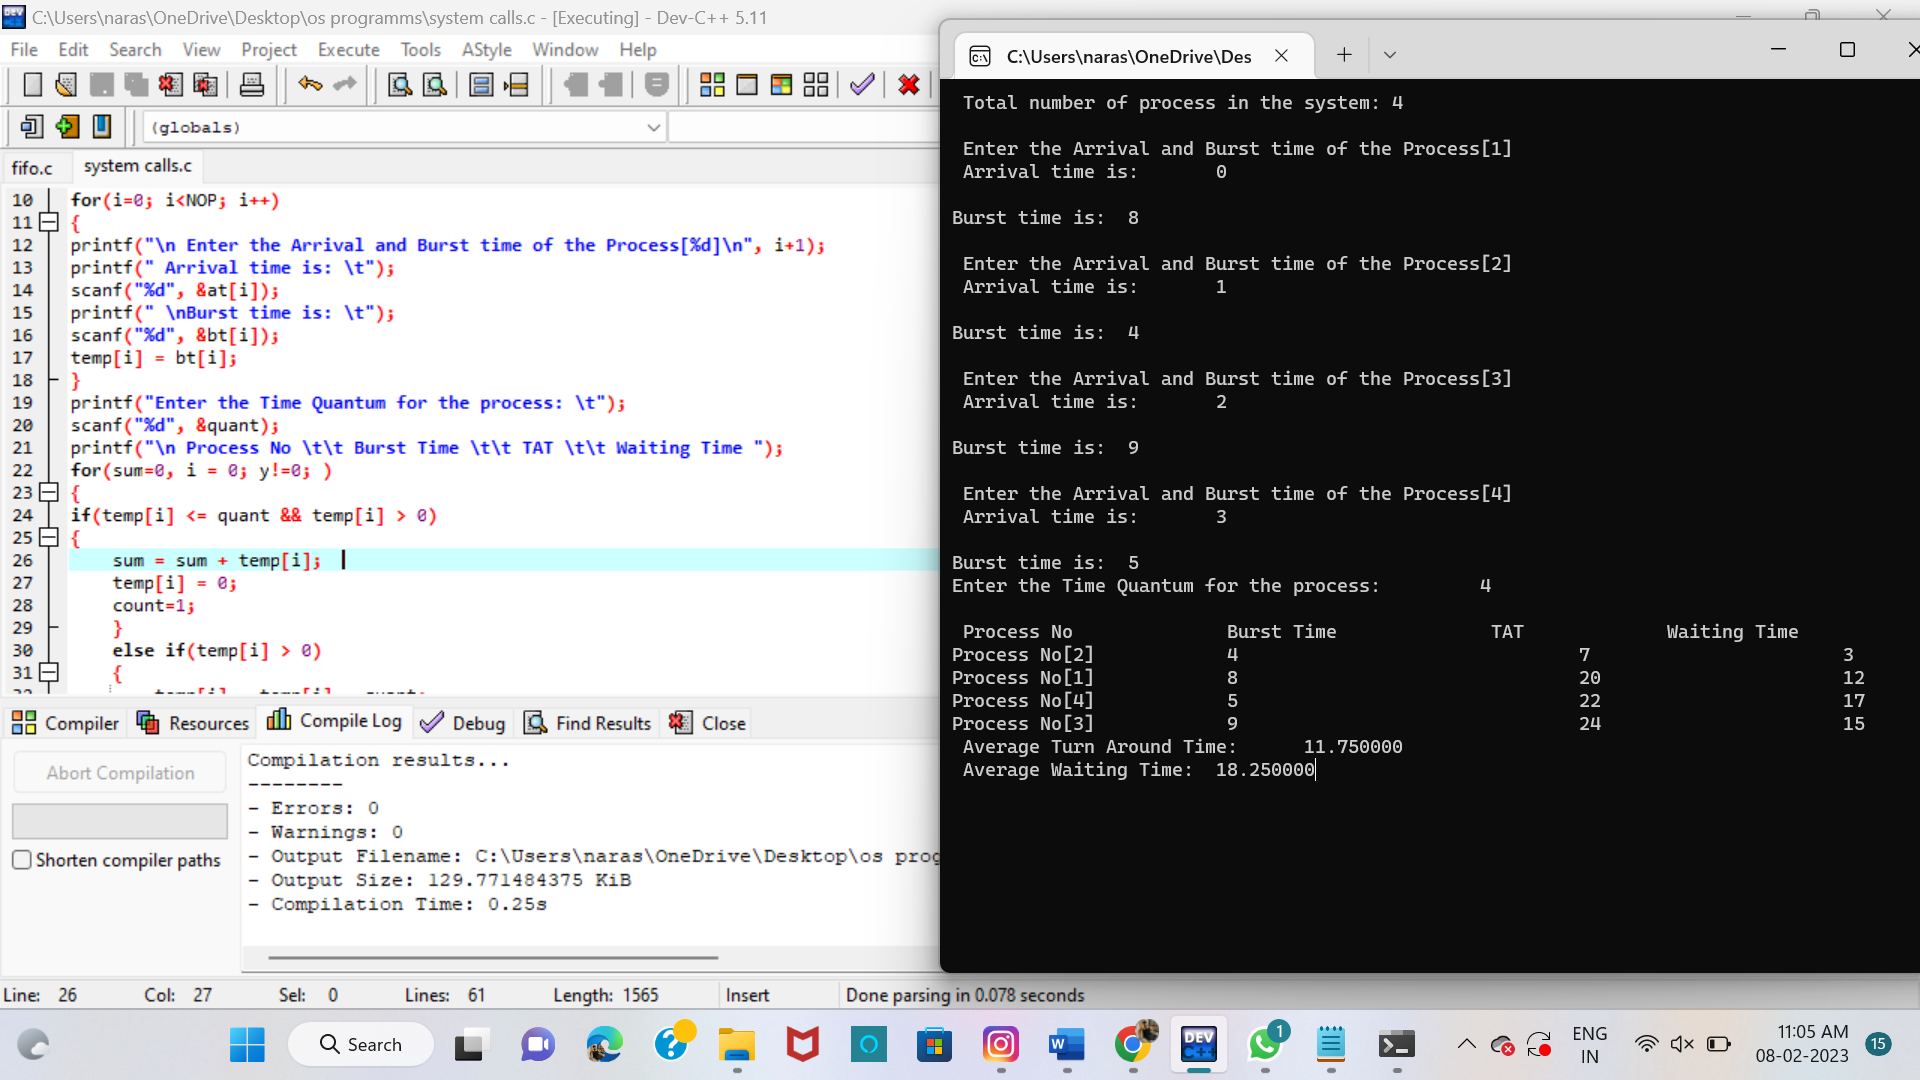 C:\Users\naras\OneDrive\Desktop\os programms\system calls.c - [Executing] - Dev-C++ 5.11
File Edit Search View Project Execute Tools AStyle Window Help
(globals)
fifo.c system calls.c
10 for(i=0; i<NOP; i++)
11 {
12 printf("\n Enter the Arrival and Burst time of the Process[%d]\n", i+1);
13 printf(" Arrival time is: \t");
14 scanf("%d", &at[i]);
15 printf(" \nBurst time is: \t");
16 scanf("%d", &bt[i]);
17 temp[i] = bt[i];
18 }
19 printf("Enter the Time Quantum for the process: \t");
20 scanf("%d", &quant);
21 printf("\n Process No \t\t Burst Time \t\t TAT \t\t Waiting Time ");
22 for(sum=0, i = 0; y!=0; )
23 {
24 if(temp[i] <= quant && temp[i] > 0)
25 {
26 sum = sum + temp[i];
27 temp[i] = 0;
28 count=1;
29 }
30 else if(temp[i] > 0)
31 {
Compiler Resources Compile Log Debug Find Results Close
Abort Compilation
Shorten compiler paths
Compilation results...
--------
- Errors: 0
- Warnings: 0
- Output Filename: C:\Users\naras\OneDrive\Desktop\os prog
- Output Size: 129.771484375 KiB
- Compilation Time: 0.25s
Line: 26 Col: 27 Sel: 0 Lines: 61 Length: 1565 Insert Done parsing in 0.078 seconds
C:\Users\naras\OneDrive\Des
Total number of process in the system: 4
Enter the Arrival and Burst time of the Process[1]
Arrival time is: 0
Burst time is: 8
Enter the Arrival and Burst time of the Process[2]
Arrival time is: 1
Burst time is: 4
Enter the Arrival and Burst time of the Process[3]
Arrival time is: 2
Burst time is: 9
Enter the Arrival and Burst time of the Process[4]
Arrival time is: 3
Burst time is: 5
Enter the Time Quantum for the process: 4
Process No Burst Time TAT Waiting Time
Process No[2] 4 7 3
Process No[1] 8 20 12
Process No[4] 5 22 17
Process No[3] 9 24 15
Average Turn Around Time: 11.750000
Average Waiting Time: 18.250000
Search
DEV C++
1
ENG
IN
11:05 AM
08-02-2023
15